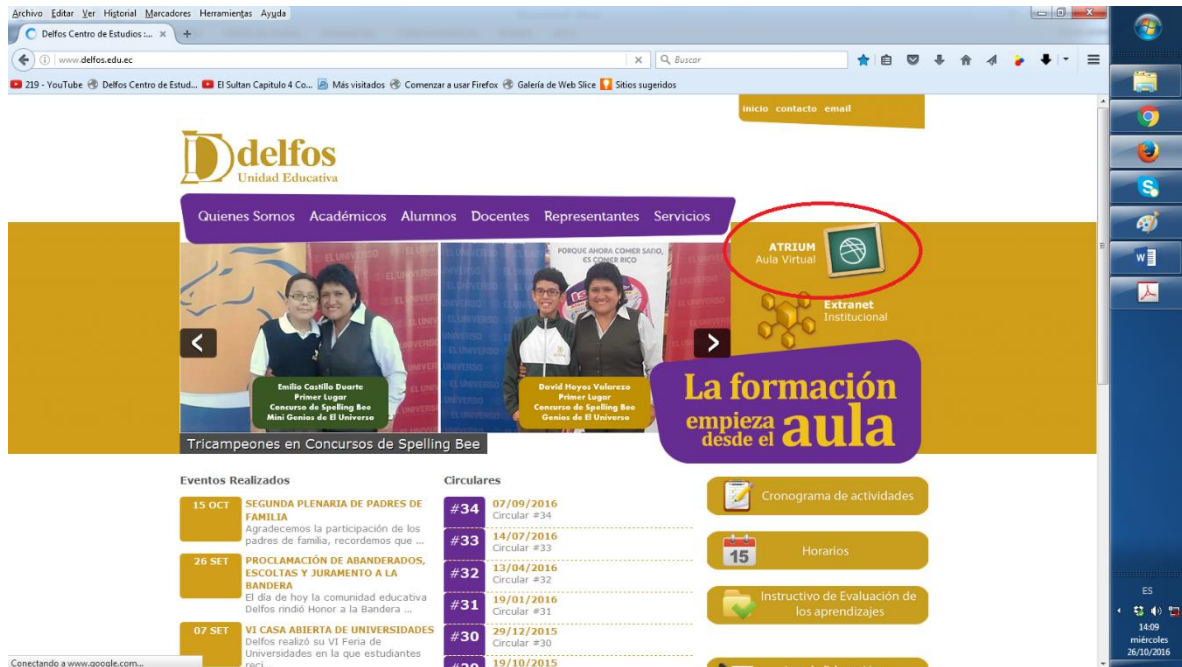 Archivo Editar Ver Historial Marcadores Herramientas Ayuda
Delfos Centro de Estudios :...
www.delfos.edu.ec
Buscar
219 - YouTube Delfos Centro de Estud... El Sultan Capitulo 4 Co... Más visitados Comenzar a usar Firefox Galería de Web Slice Sitios sugeridos
inicio contacto email
delfos
Unidad Educativa
Quienes Somos Académicos Alumnos Docentes Representantes Servicios
ATRIUM
Aula Virtual
Extranet
Institucional
EL UNIVERSO
PORQUE AHORA COMER SANO,
ES COMER RICO
Emilio Castillo Duarte
Primer Lugar
Concurso de Spelling Bee
Mini Genios de El Universo
David Hoyos Valarezo
Primer Lugar
Concurso de Spelling Bee
Genios de El Universo
Tricampeones en Concursos de Spelling Bee
La formación
empieza
desde el aula
Eventos Realizados
15 OCT
SEGUNDA PLENARIA DE PADRES DE
FAMILIA
Agradecemos la participación de los
padres de familia, recordemos que ...
26 SET
PROCLAMACIÓN DE ABANDERADOS,
ESCOLTAS Y JURAMENTO A LA
BANDERA
El día de hoy la comunidad educativa
Delfos rindió Honor a la Bandera ...
07 SET
VI CASA ABIERTA DE UNIVERSIDADES
Delfos realizó su VI Feria de
Universidades en la que estudiantes
reci...
Circulares
#34 07/09/2016
Circular #34
#33 14/07/2016
Circular #33
#32 13/04/2016
Circular #32
#31 19/01/2016
Circular #31
#30 29/12/2015
Circular #30
#29 19/10/2015
Cronograma de actividades
15
Horarios
Instructivo de Evaluación de
los aprendizajes
Conectando a www.google.com...
ES
14:09
miércoles
26/10/2016